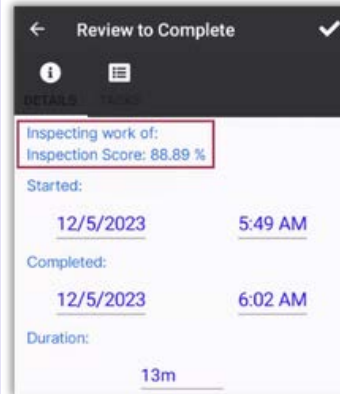 Review to Complete
DETAILS TASKS
Inspecting work of:
Inspection Score: 88.89 %
Started:
12/5/2023 5:49 AM
Completed:
12/5/2023 6:02 AM
Duration:
13m